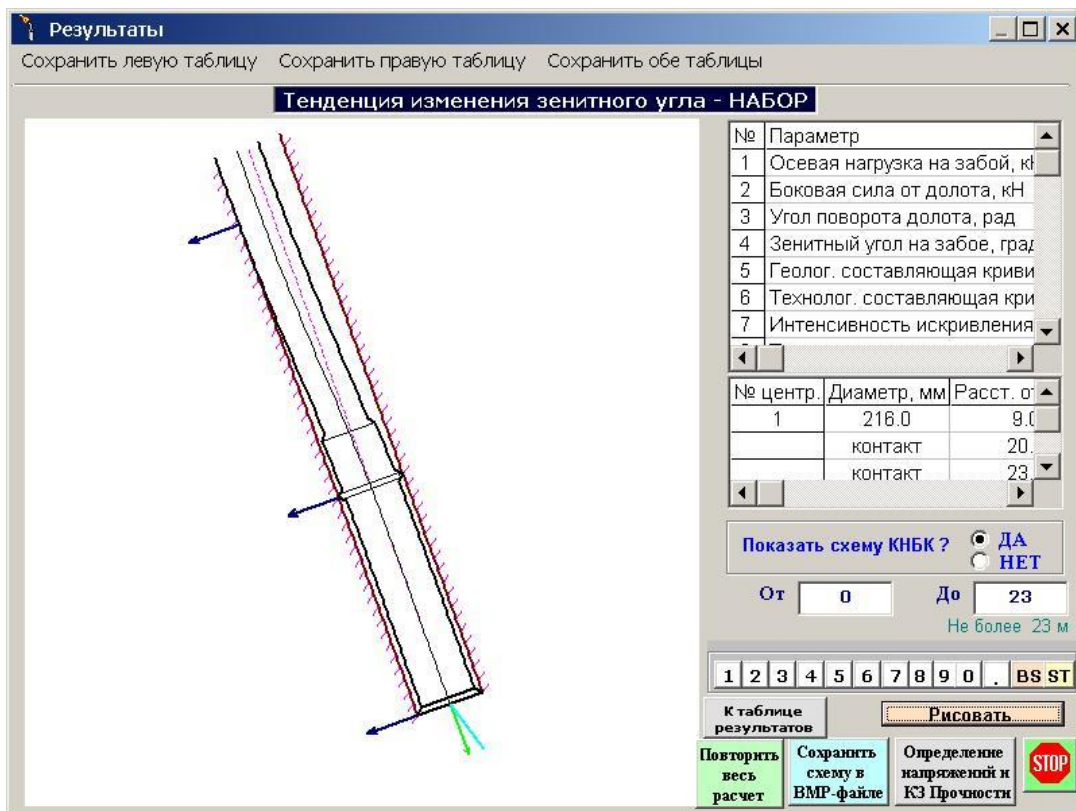 Результаты
Сохранить левую таблицу Сохранить правую таблицу Сохранить обе таблицы
Тенденция изменения зенитного угла - НАБОР
№ Параметр
1 Осевая нагрузка на забой,
2 Боковая сила от долота, кН
3 Угол поворота долота, рад
4 Зенитный угол на забое, град
5 Геолог. составляющая криви
6 Технолог. составляющая кри
7 Интенсивность искривления
№ центр. Диаметр, мм Расст. от
1 216.0 9.0
контакт 20.
контакт 23.
Показать схему КНБК ? ДА
НЕТ
От 0 До 23
Не более 23 м
1 2 3 4 5 6 7 8 9 0 . BS ST
К таблице
результатов
Рисовать
Повторить
весь
расчет
Сохранить
схему в
BMP-файле
Определение
напряжений и
КЗ Прочности
STOP